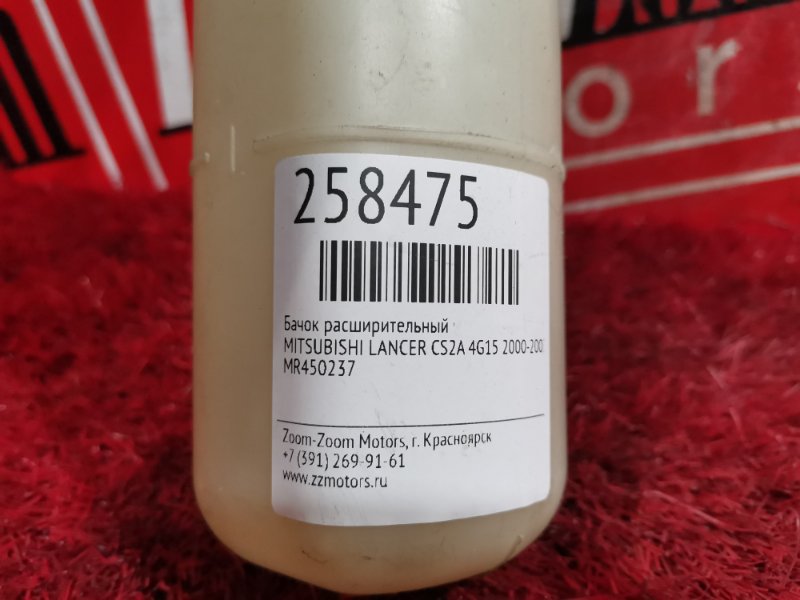 258475
Бачок расширительный
MITSUBISHI LANCER CS2A 4G15 2000-200
MR450237
Zoom-Zoom Motors, г. Красноярск
+7 (391) 269-91-61
www.zzmotors.ru
or